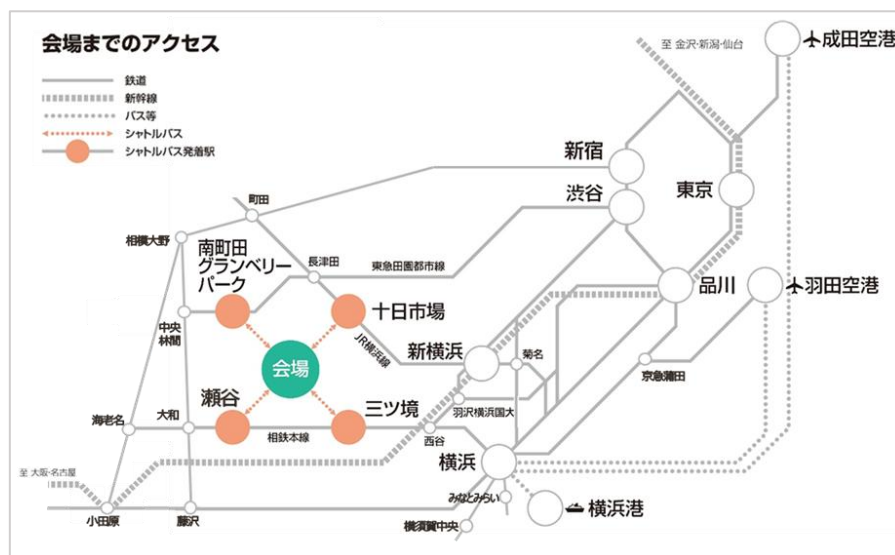 会場までのアクセス
鉄道
新幹線
バス等
シャトルバス
シャトルバス発着駅
至 金沢・新潟・仙台
成田空港
新宿
渋谷
東京
町田
相模大野
南町田
グランベリー
パーク
長津田
東急田園都市線
品川
羽田空港
中央
林間
十日市場
JR横浜線
会場
新横浜
菊名
京急蒲田
瀬谷
三ツ境
羽沢横浜国大
海老名
大和
相鉄本線
西谷
横浜
至 大阪・名古屋
みなとみらい
横浜港
小田原
藤沢
横須賀中央